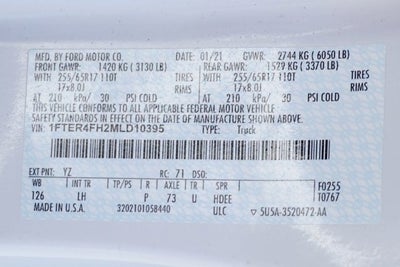 MFD. BY FORD MOTOR CO. 01/21 GVWR: 2744 KG ( 6050 LB)
FRONT GAWR: 1420 KG ( 3130 LB) REAR GAWR: 1529 KG ( 3370 LB)
255/65R17 110T TIRES 255/65R17 110T TIRES
17x8.0J RIMS 17x8.0J RIMS
AT 210 kPa/ 30 PSI COLD AT 210 kPa/ 30 PSI COLD
THIS VEHICLE CONFORMS TO ALL APPLICABLE FEDERAL MOTOR VEHICLE
SAFETY STANDARDS IN EFFECT ON THE DATE OF MANUFACTURE SHOWN ABOVE.
VIN: 1FTER4FH2MLD10395 TYPE: Truck
EXT PNT: YZ RC: 71 DSO:
WB INT TR TP/PS R AXLE TR SPR F0255
126 LH P 73 U HDEE T0767
MADE IN U.S.A. 3202101058440 ULC 5U5A-3520472-AA